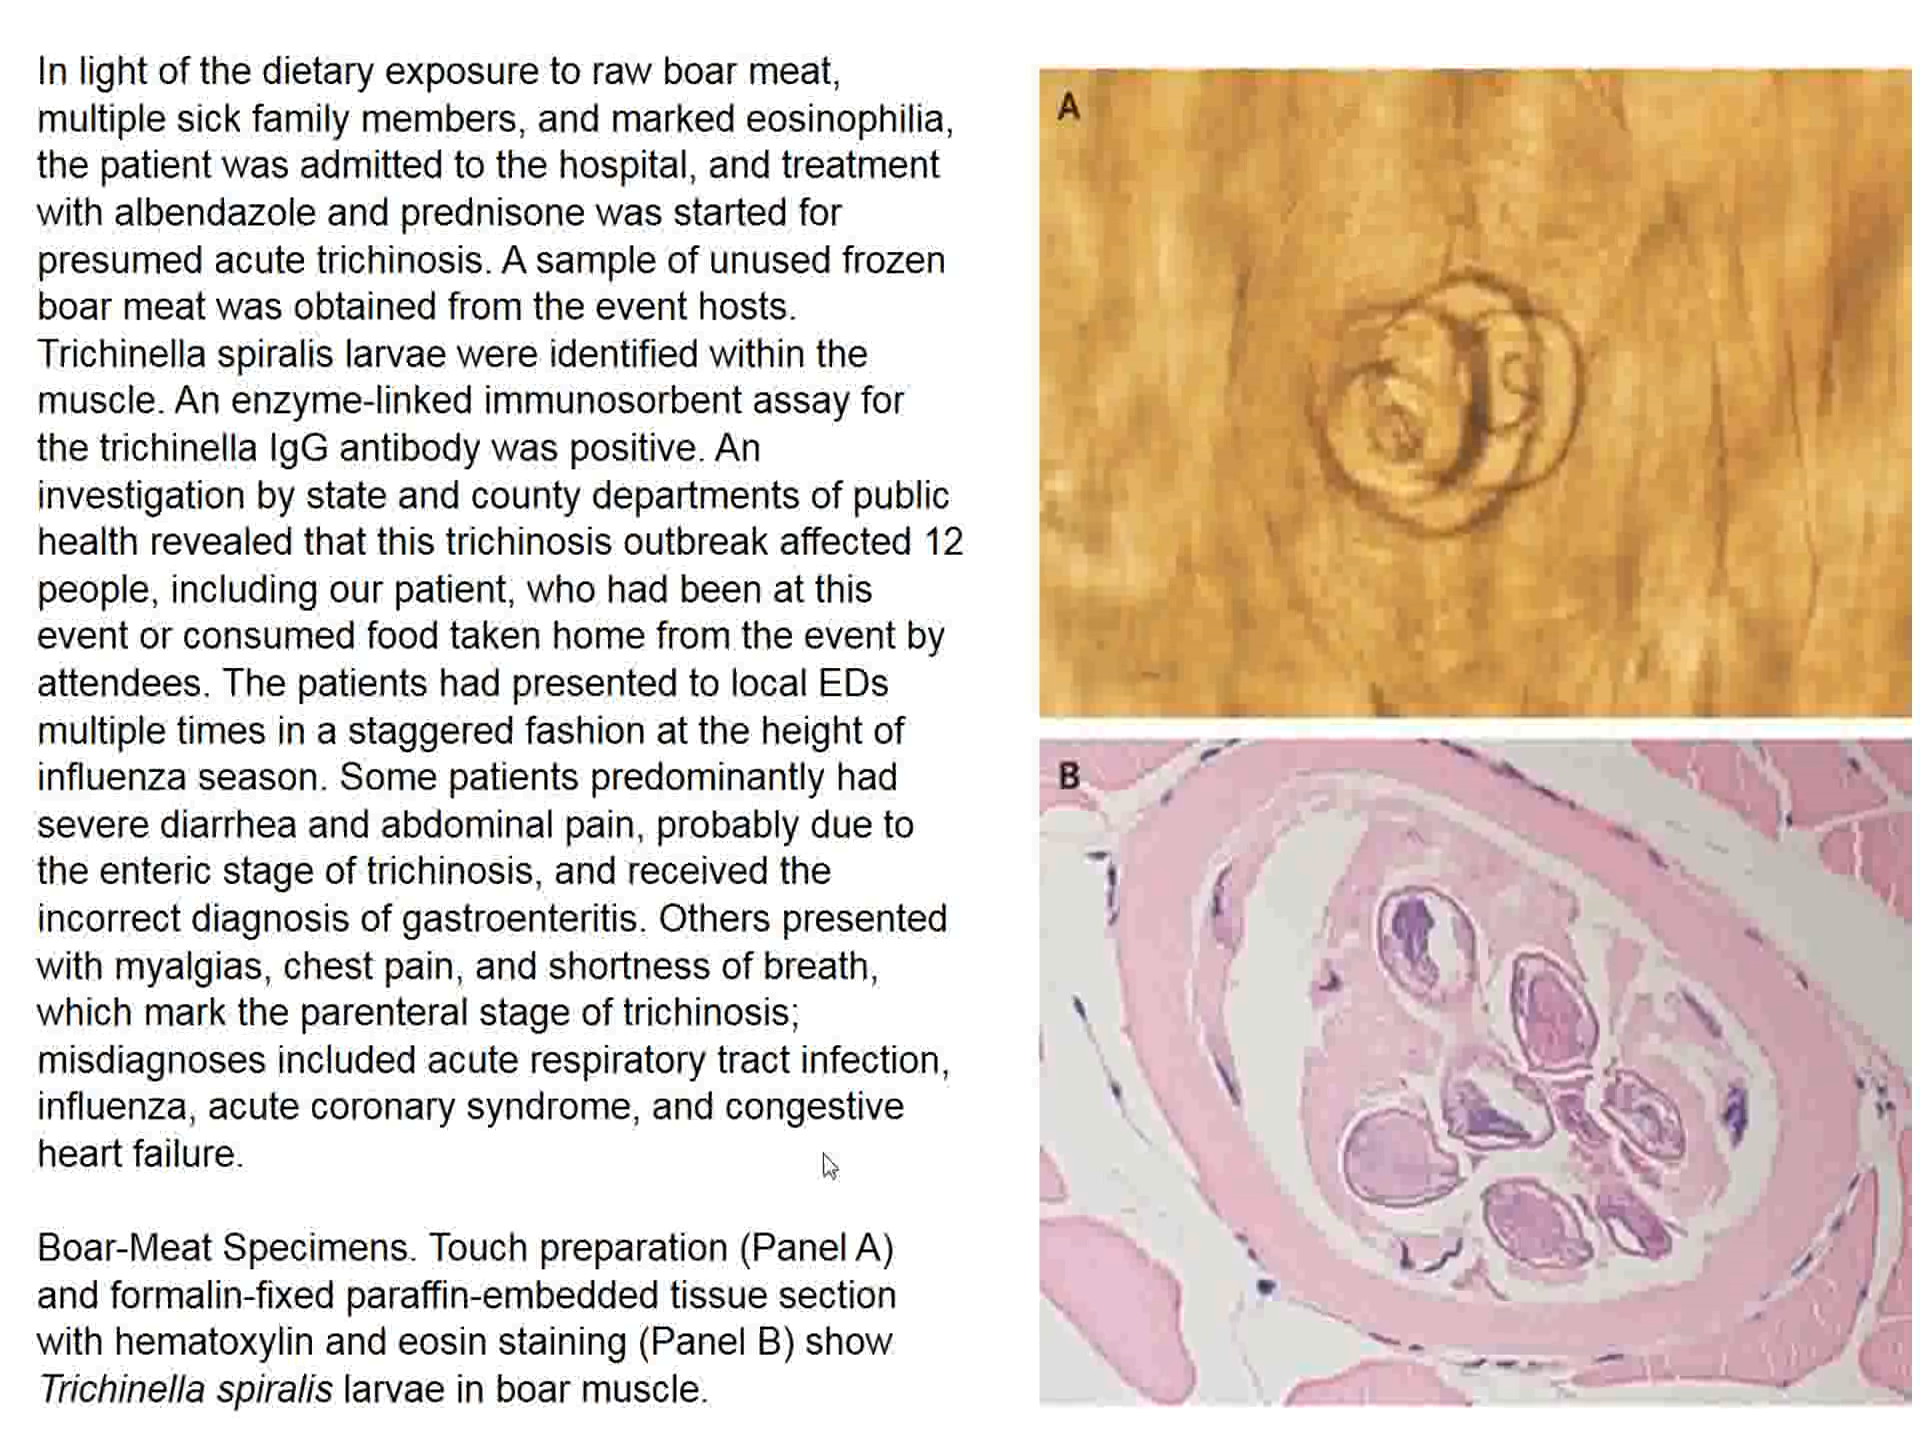 In light of the dietary exposure to raw boar meat,
multiple sick family members, and marked eosinophilia,
the patient was admitted to the hospital, and treatment
with albendazole and prednisone was started for
presumed acute trichinosis. A sample of unused frozen
boar meat was obtained from the event hosts.
Trichinella spiralis larvae were identified within the
muscle. An enzyme-linked immunosorbent assay for
the trichinella IgG antibody was positive. An
investigation by state and county departments of public
health revealed that this trichinosis outbreak affected 12
people, including our patient, who had been at this
event or consumed food taken home from the event by
attendees. The patients had presented to local EDs
multiple times in a staggered fashion at the height of
influenza season. Some patients predominantly had
severe diarrhea and abdominal pain, probably due to
the enteric stage of trichinosis, and received the
incorrect diagnosis of gastroenteritis. Others presented
with myalgias, chest pain, and shortness of breath,
which mark the parenteral stage of trichinosis;
misdiagnoses included acute respiratory tract infection,
influenza, acute coronary syndrome, and congestive
heart failure.
Boar-Meat Specimens. Touch preparation (Panel A)
and formalin-fixed paraffin-embedded tissue section
with hematoxylin and eosin staining (Panel B) show
Trichinella spiralis larvae in boar muscle.
A
B